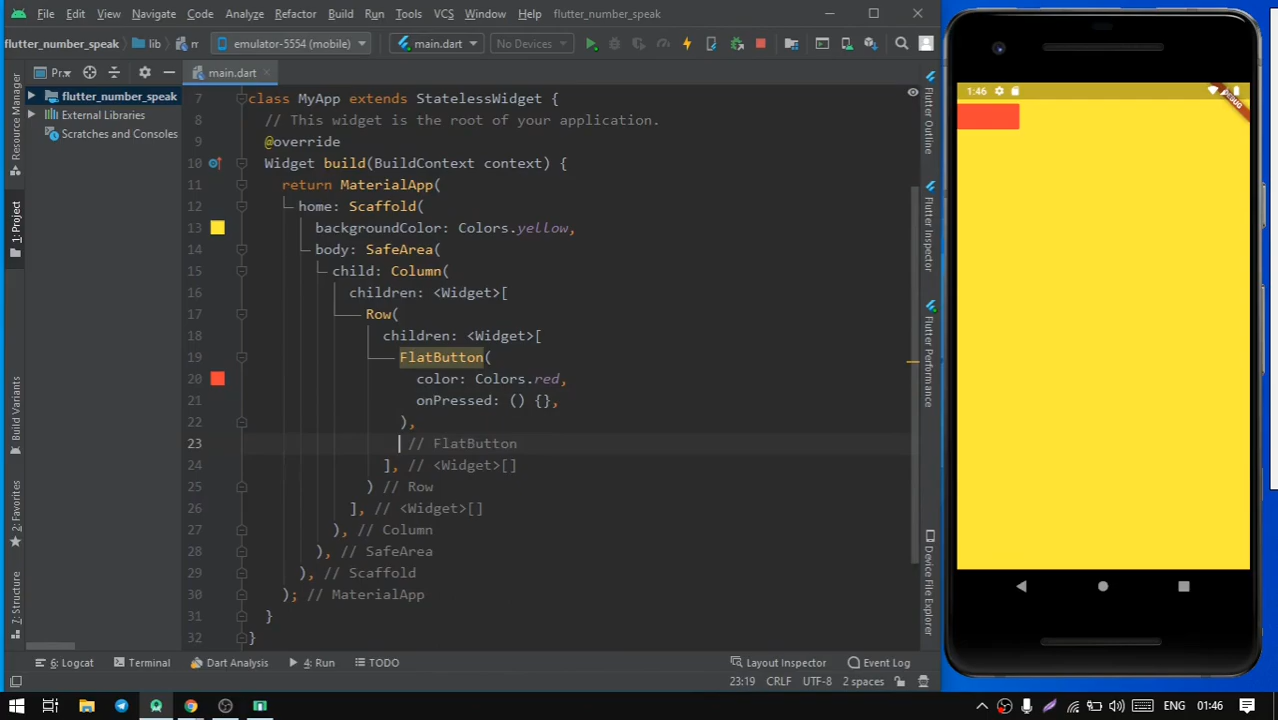 File Edit View Navigate Code Analyze Refactor Build Run Tools VCS Window Help flutter_number_speak
flutter_number_speak lib emulator-5554 (mobile) main.dart No Devices
Pr.. main.dart
flutter_number_speak
External Libraries
Scratches and Consoles
Resource Manager
1: Project
Build Variants
2: Favorites
7: Structure
7 class MyApp extends StatelessWidget {
8 // This widget is the root of your application.
9 @override
10 Widget build(BuildContext context) {
11 return MaterialApp(
12 home: Scaffold(
13 backgroundColor: Colors.yellow,
14 body: SafeArea(
15 child: Column(
16 children: <Widget>[
17 Row(
18 children: <Widget>[
19 FlatButton(
20 color: Colors.red,
21 onPressed: () {},
22 ),
23 // FlatButton
24 ], // <Widget>[]
25 ) // Row
26 ], // <Widget>[]
27 ), // Column
28 ), // SafeArea
29 ), // Scaffold
30 ); // MaterialApp
31 }
32 }
Flutter Outline
Flutter Inspector
Flutter Performance
Device File Explorer
1:46
DEBUG
6: Logcat Terminal Dart Analysis 4: Run TODO Layout Inspector Event Log
23:19 CRLF UTF-8 2 spaces
ENG 01:46